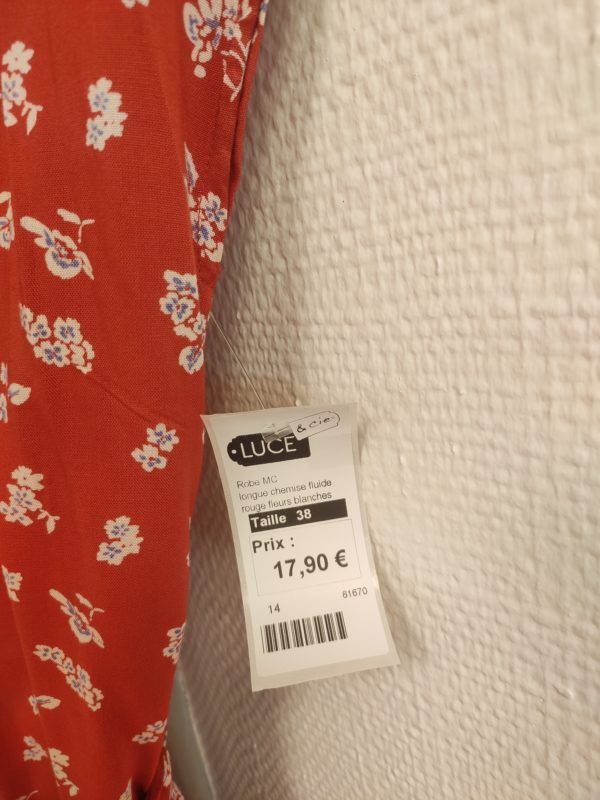 LUCE & cie
Robe MC
longue chemise fluide
rouge fleurs blanches
Taille 38
Prix :
17,90 €
14 81670